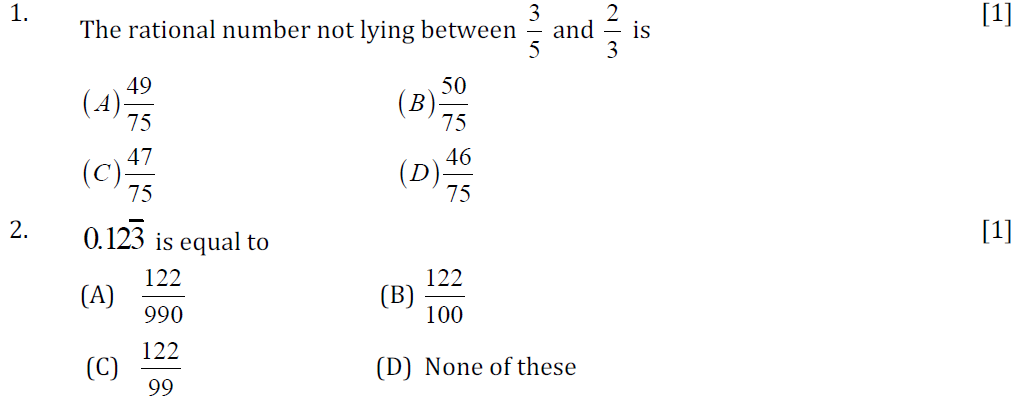 1. The rational number not lying between 3/5 and 2/3 is [1]
(A) 49/75 (B) 50/75
(C) 47/75 (D) 46/75
2. 0.123̅ is equal to [1]
(A) 122/990 (B) 122/100
(C) 122/99 (D) None of these